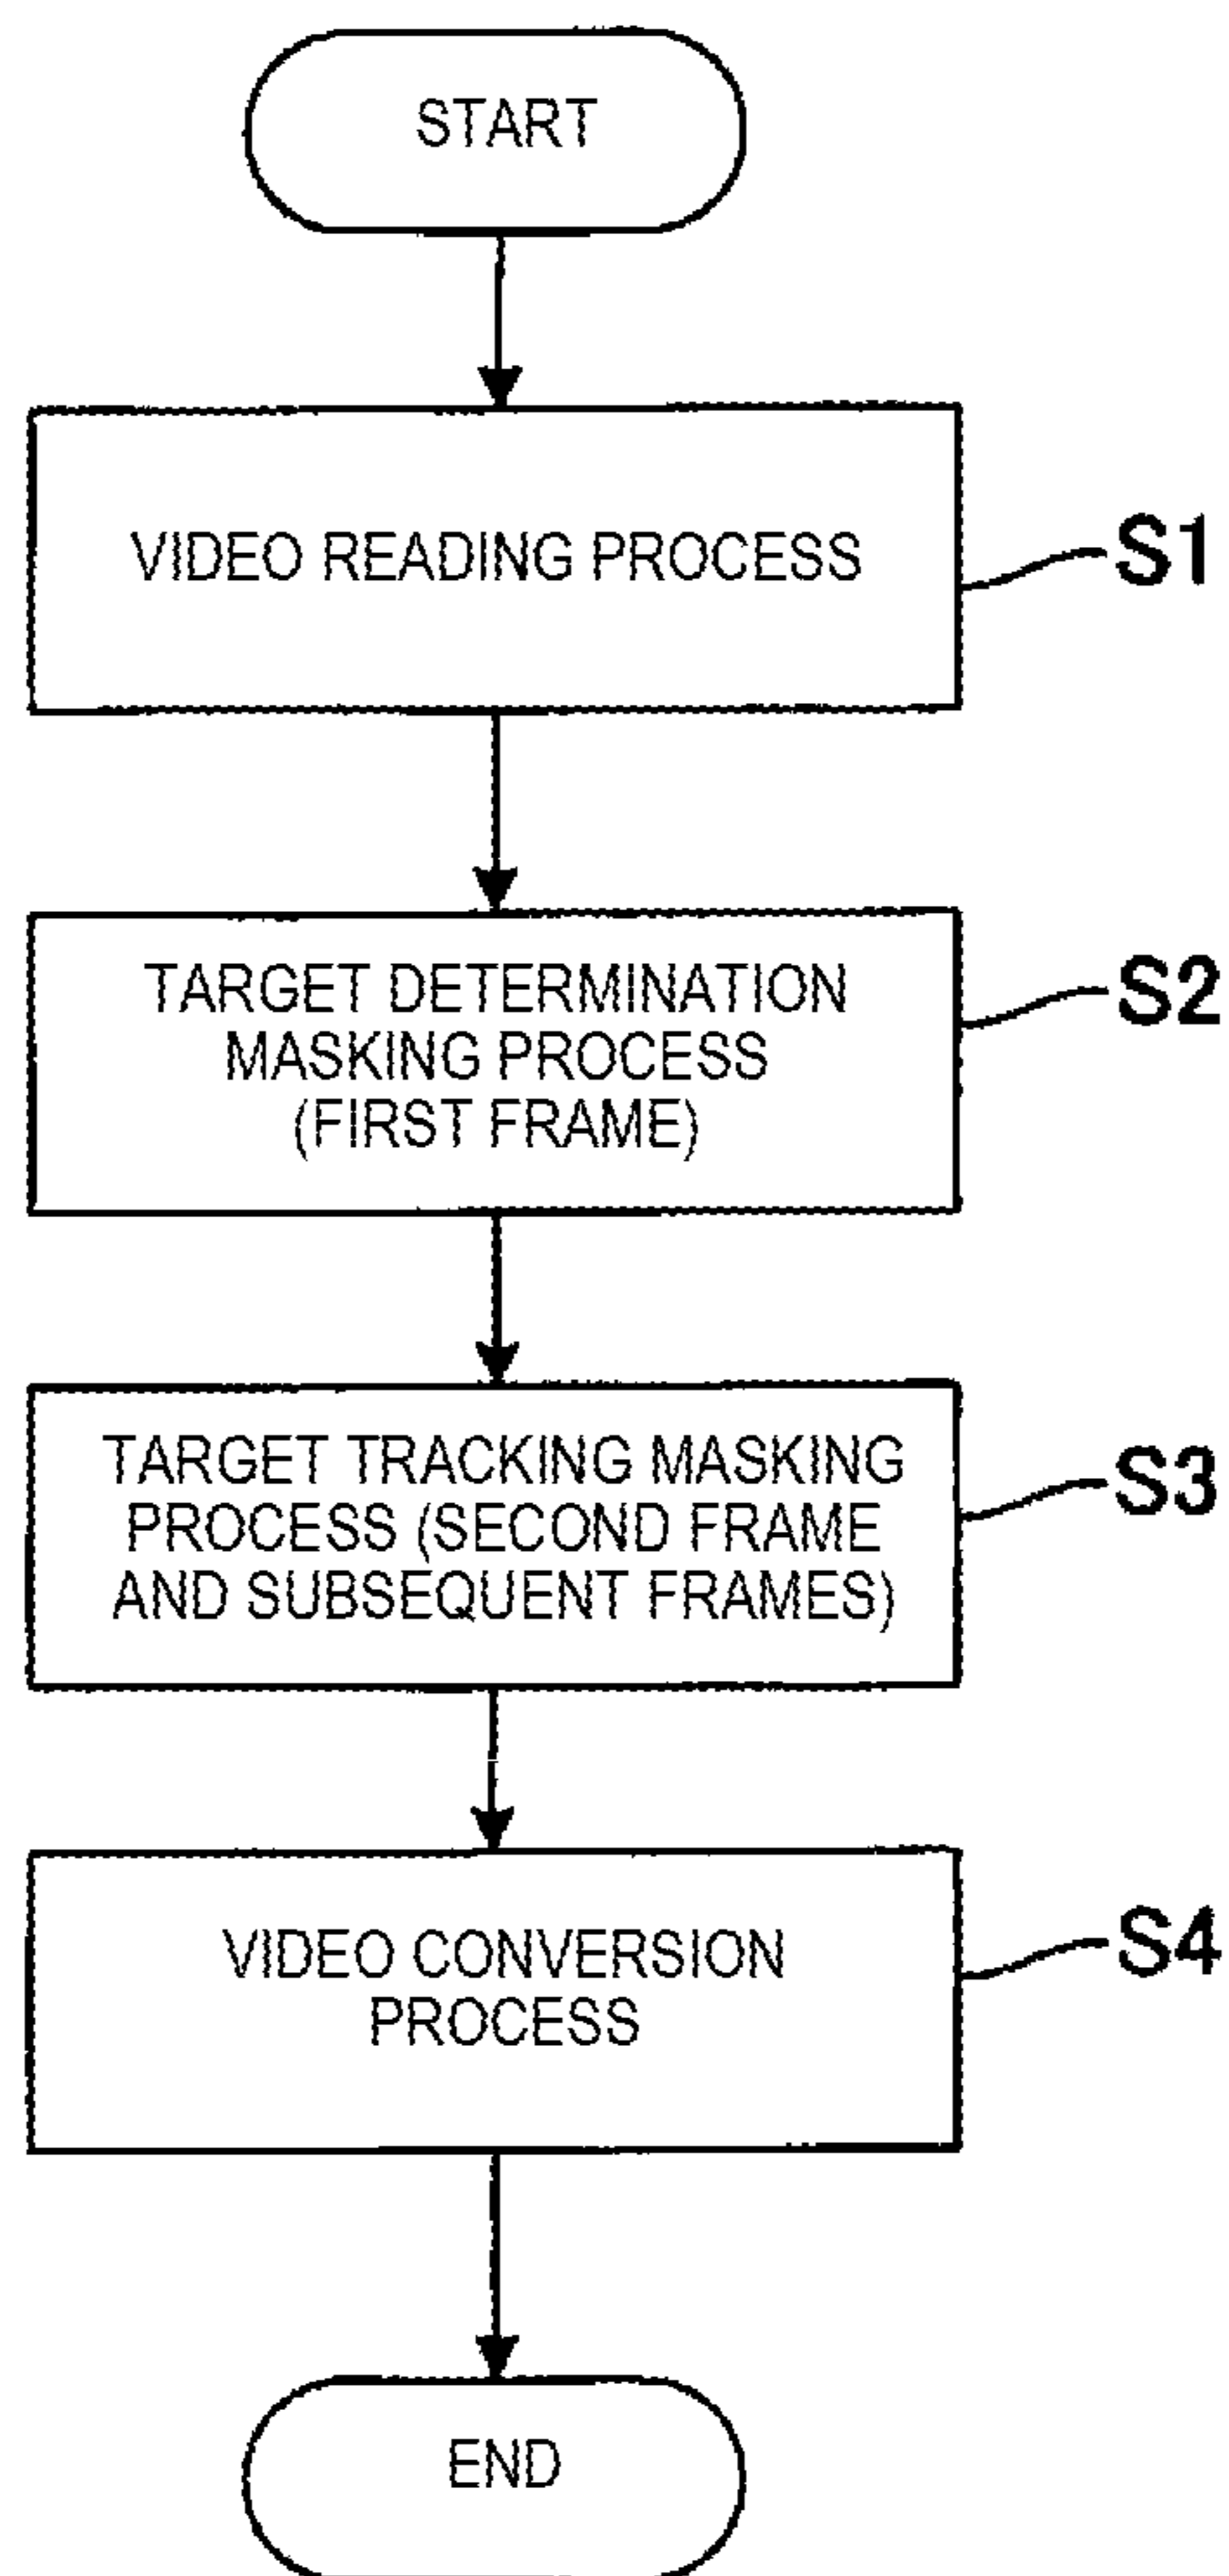 START
VIDEO READING PROCESS
S1
TARGET DETERMINATION
MASKING PROCESS
(FIRST FRAME)
S2
TARGET TRACKING MASKING
PROCESS (SECOND FRAME
AND SUBSEQUENT FRAMES)
S3
VIDEO CONVERSION
PROCESS
S4
END